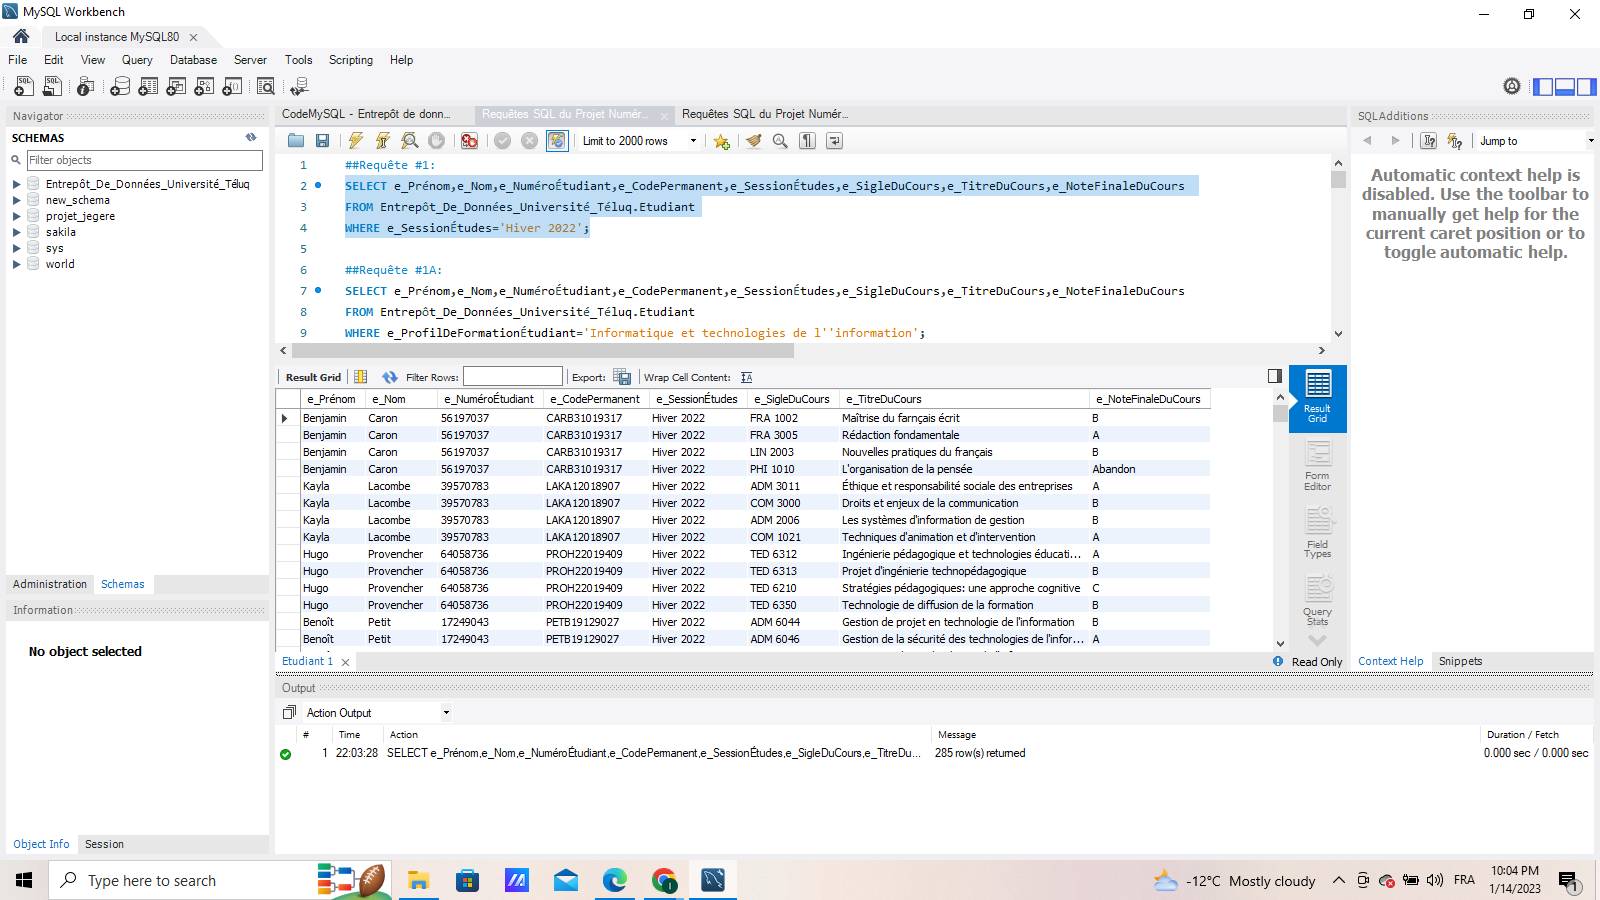 MySQL Workbench
Local instance MySQL80
File Edit View Query Database Server Tools Scripting Help
Navigator
SCHEMAS
Filter objects
Entrepôt_De_Données_Université_Téluq
new_schema
projet_jegere
sakila
sys
world
Administration Schemas
Information
No object selected
Object Info Session
CodeMySQL - Entrepôt de donn... Requêtes SQL du Projet Numér... Requêtes SQL du Projet Numér...
Limit to 2000 rows
1 ##Requête #1:
2 SELECT e_Prénom,e_Nom,e_NuméroÉtudiant,e_CodePermanent,e_SessionÉtudes,e_SigleDuCours,e_TitreDuCours,e_NoteFinaleDuCours
3 FROM Entrepôt_De_Données_Université_Téluq.Etudiant
4 WHERE e_SessionÉtudes='Hiver 2022';
5
6 ##Requête #1A:
7 SELECT e_Prénom,e_Nom,e_NuméroÉtudiant,e_CodePermanent,e_SessionÉtudes,e_SigleDuCours,e_TitreDuCours,e_NoteFinaleDuCours
8 FROM Entrepôt_De_Données_Université_Téluq.Etudiant
9 WHERE e_ProfilDeFormationÉtudiant='Informatique et technologies de l''information';
Result Grid Filter Rows: Export: Wrap Cell Content:
e_Prénom e_Nom e_NuméroÉtudiant e_CodePermanent e_SessionÉtudes e_SigleDuCours e_TitreDuCours e_NoteFinaleDuCours
Benjamin Caron 56197037 CARB31019317 Hiver 2022 FRA 1002 Maîtrise du farnçais écrit B
Benjamin Caron 56197037 CARB31019317 Hiver 2022 FRA 3005 Rédaction fondamentale A
Benjamin Caron 56197037 CARB31019317 Hiver 2022 LIN 2003 Nouvelles pratiques du français B
Benjamin Caron 56197037 CARB31019317 Hiver 2022 PHI 1010 L'organisation de la pensée Abandon
Kayla Lacombe 39570783 LAKA12018907 Hiver 2022 ADM 3011 Éthique et responsabilité sociale des entreprises A
Kayla Lacombe 39570783 LAKA12018907 Hiver 2022 COM 3000 Droits et enjeux de la communication B
Kayla Lacombe 39570783 LAKA12018907 Hiver 2022 ADM 2006 Les systèmes d'information de gestion B
Kayla Lacombe 39570783 LAKA12018907 Hiver 2022 COM 1021 Techniques d'animation et d'intervention A
Hugo Provencher 64058736 PROH22019409 Hiver 2022 TED 6312 Ingénierie pédagogique et technologies éducati... A
Hugo Provencher 64058736 PROH22019409 Hiver 2022 TED 6313 Projet d'ingénierie technopédagogique B
Hugo Provencher 64058736 PROH22019409 Hiver 2022 TED 6210 Stratégies pédagogiques: une approche cognitive C
Hugo Provencher 64058736 PROH22019409 Hiver 2022 TED 6350 Technologie de diffusion de la formation B
Benoît Petit 17249043 PETB19129027 Hiver 2022 ADM 6044 Gestion de projet en technologie de l'information B
Benoît Petit 17249043 PETB19129027 Hiver 2022 ADM 6046 Gestion de la sécurité des technologies de l'infor... A
Result Grid
Form Editor
Field Types
Query Stats
Etudiant 1
Read Only
SQLAdditions
Jump to
Automatic context help is
disabled. Use the toolbar to
manually get help for the
current caret position or to
toggle automatic help.
Context Help Snippets
Output
Action Output
# Time Action Message Duration / Fetch
1 22:03:28 SELECT e_Prénom,e_Nom,e_NuméroÉtudiant,e_CodePermanent,e_SessionÉtudes,e_SigleDuCours,e_TitreDu... 285 row(s) returned 0.000 sec / 0.000 sec
Type here to search
-12°C Mostly cloudy
FRA
10:04 PM
1/14/2023
1